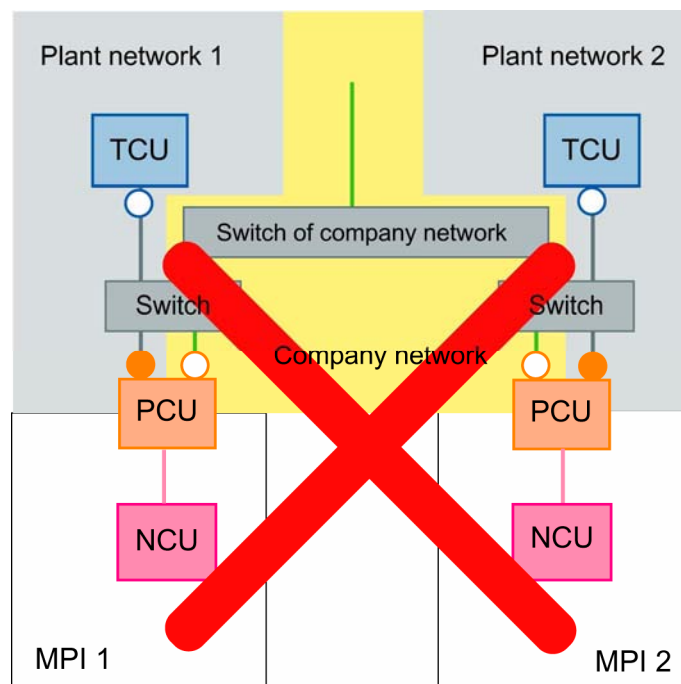 Plant network 1
Plant network 2
TCU
TCU
Switch of company network
Switch
Switch
Company network
PCU
PCU
NCU
NCU
MPI 1
MPI 2